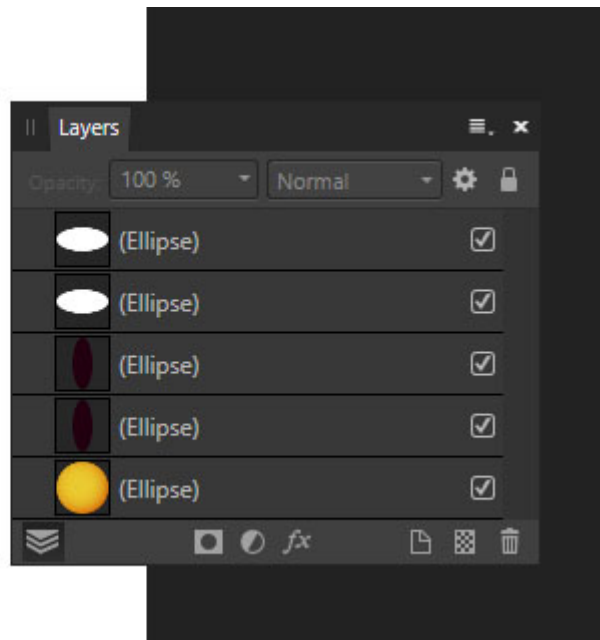 Layers
Opacity: 100 % Normal
(Ellipse)
(Ellipse)
(Ellipse)
(Ellipse)
(Ellipse)
fx